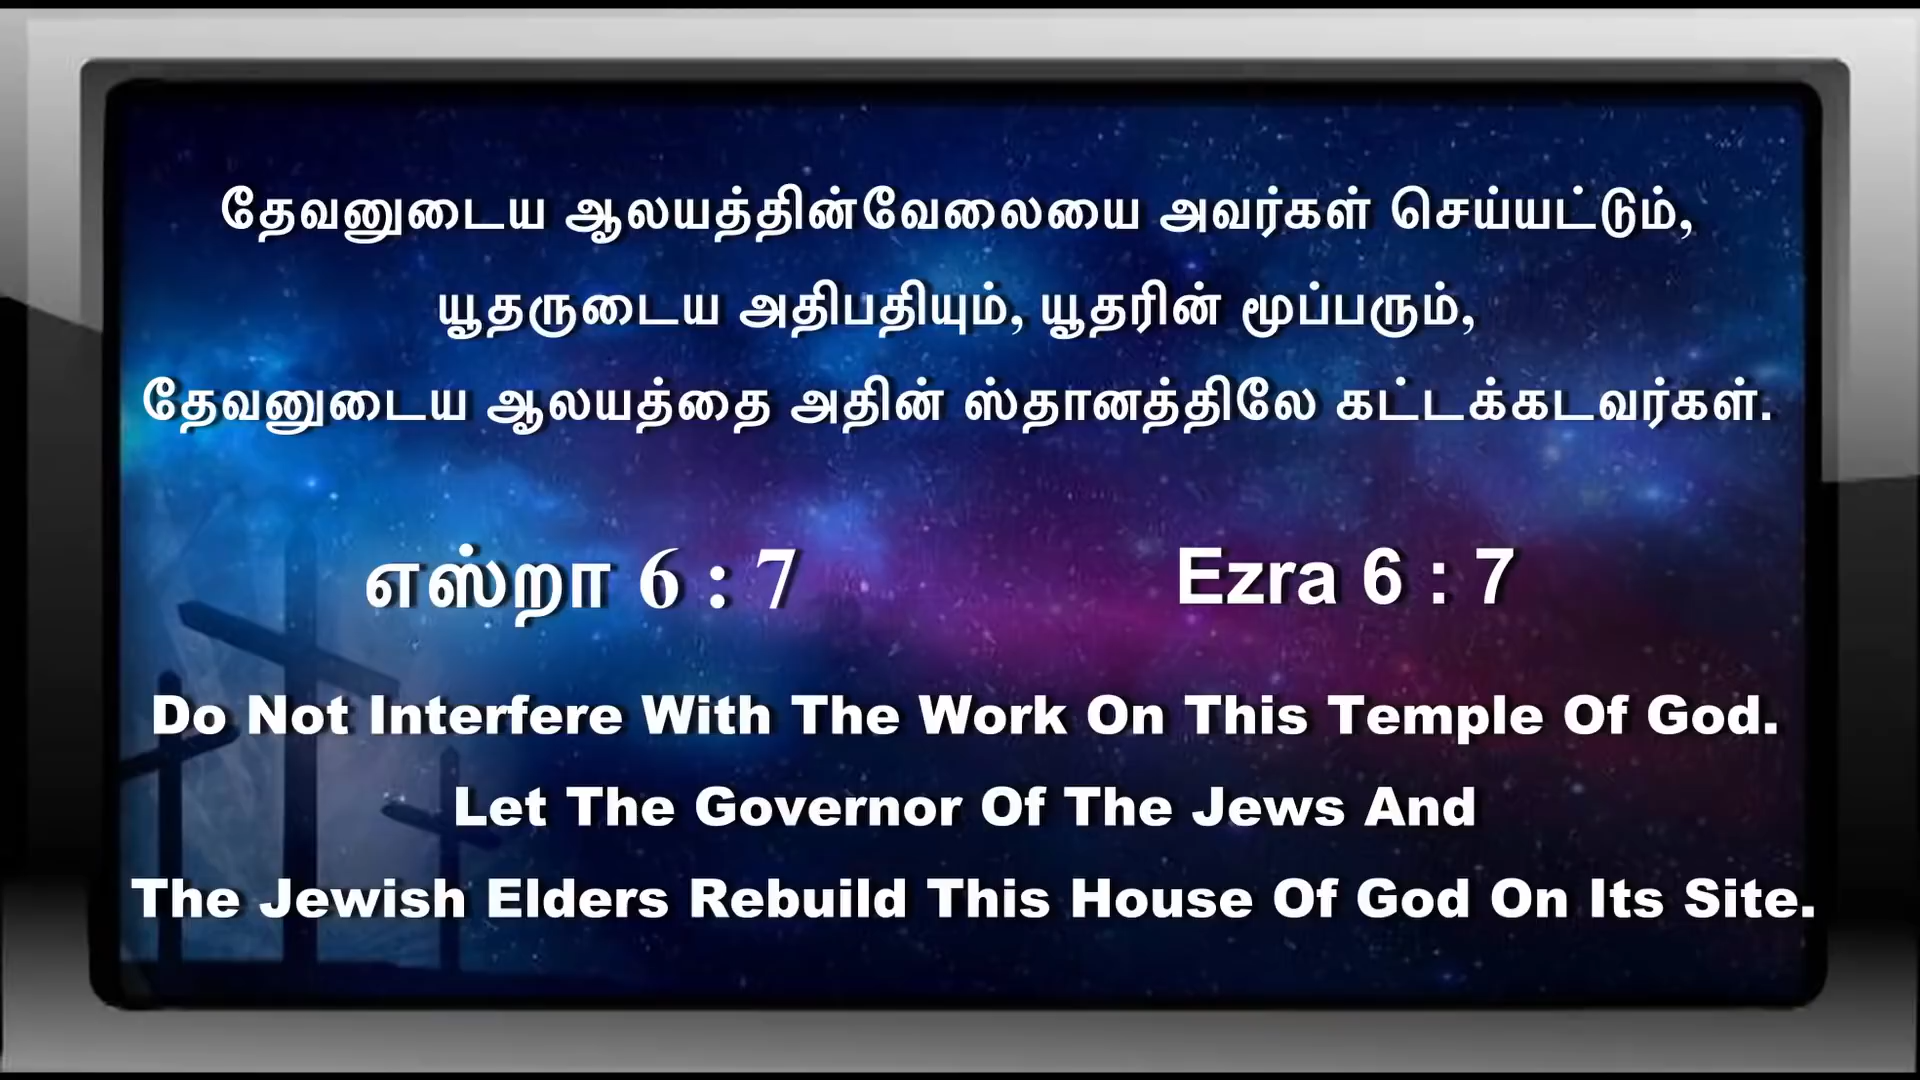 தேவனுடைய ஆலயத்தின்வேலையை அவர்கள் செய்யட்டும்,
யூதருடைய அதிபதியும், யூதரின் மூப்பரும்,
தேவனுடைய ஆலயத்தை அதின் ஸ்தானத்திலே கட்டக்கடவர்கள்.
எஸ்றா 6 : 7
Ezra 6 : 7
Do Not Interfere With The Work On This Temple Of God.
Let The Governor Of The Jews And
The Jewish Elders Rebuild This House Of God On Its Site.